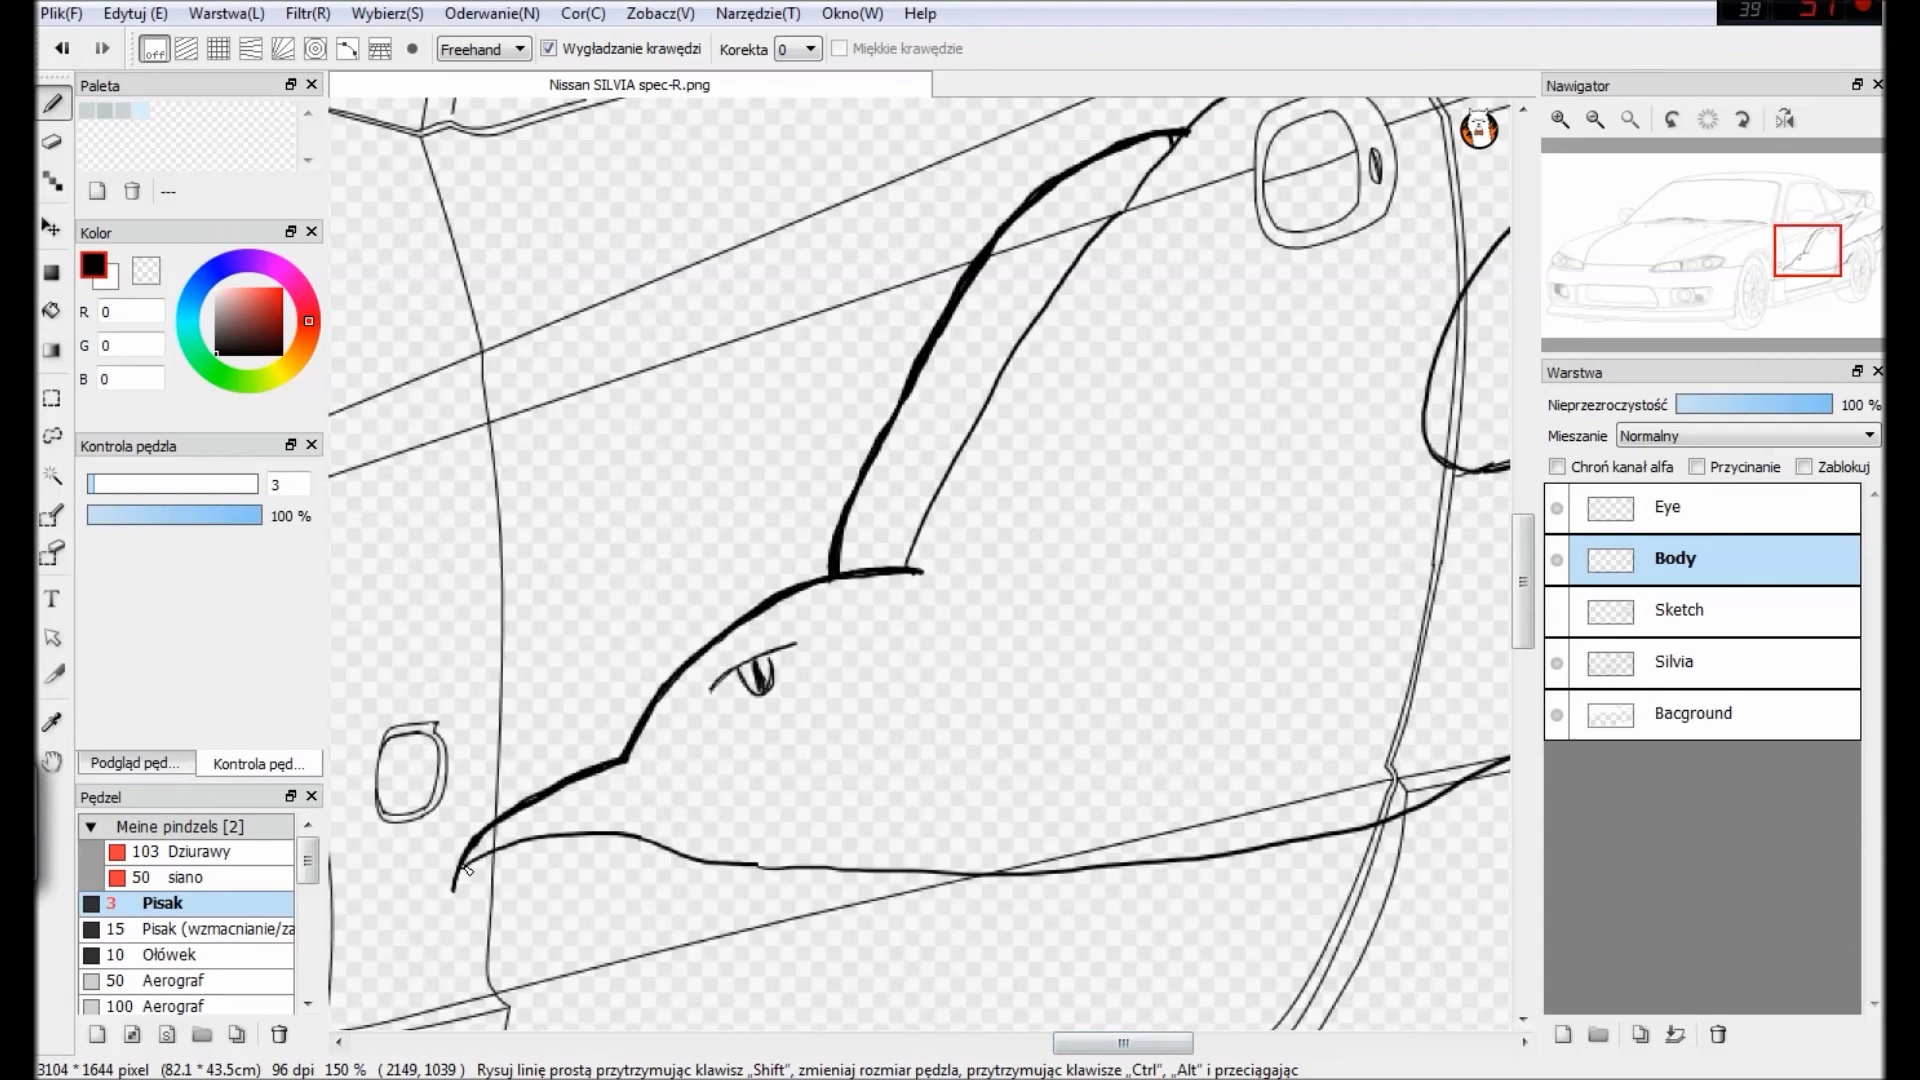 Plik(F) Edytuj (E) Warstwa(L) Filtr(R) Wybierz(S) Oderwanie(N) Cor(C) Zobacz(V) Narzędzie(T) Okno(W) Help
39 51
off Freehand Wygładzanie krawędzi Korekta 0 Miękkie krawędzie
Paleta
Nissan SILVIA spec-R.png
Nawigator
---
Kolor
R 0
G 0
B 0
Warstwa
Nieprzezroczystość 100 %
Mieszanie Normalny
Kontrola pędzla
Chroń kanał alfa Przycinanie Zablokuj
3
100 %
Eye
Body
Sketch
Silvia
Bacground
Podgląd pęd... Kontrola pęd...
Pędzel
Meine pindzels [2]
103 Dziurawy
50 siano
3 Pisak
15 Pisak (wzmacnianie/za
10 Ołówek
50 Aerograf
100 Aerograf
3104 * 1644 pixel (82.1 * 43.5cm) 96 dpi 150 % ( 2149, 1039 ) Rysuj linię prostą przytrzymując klawisz „Shift", zmieniaj rozmiar pędzla, przytrzymując klawisze „Ctrl", „Alt" i przeciągając